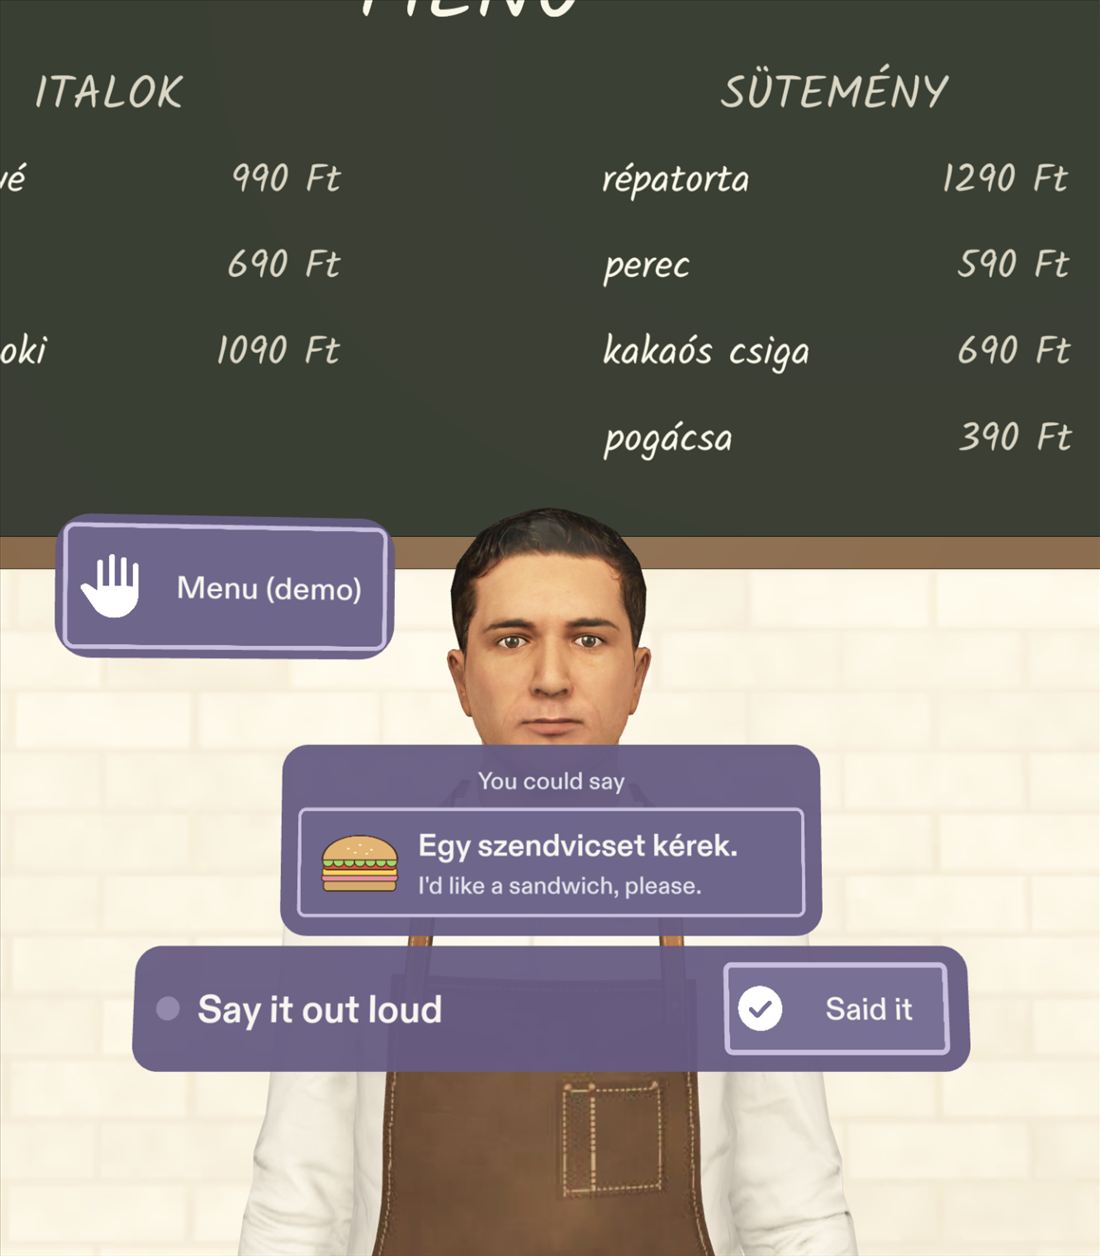 MENÜ
ITALOK
SÜTEMÉNY
990 Ft
répatorta 1290 Ft
690 Ft
perec 590 Ft
1090 Ft
kakaós csiga 690 Ft
pogácsa 390 Ft
Menu (demo)
You could say
Egy szendvicset kérek.
I'd like a sandwich, please.
Say it out loud
Said it